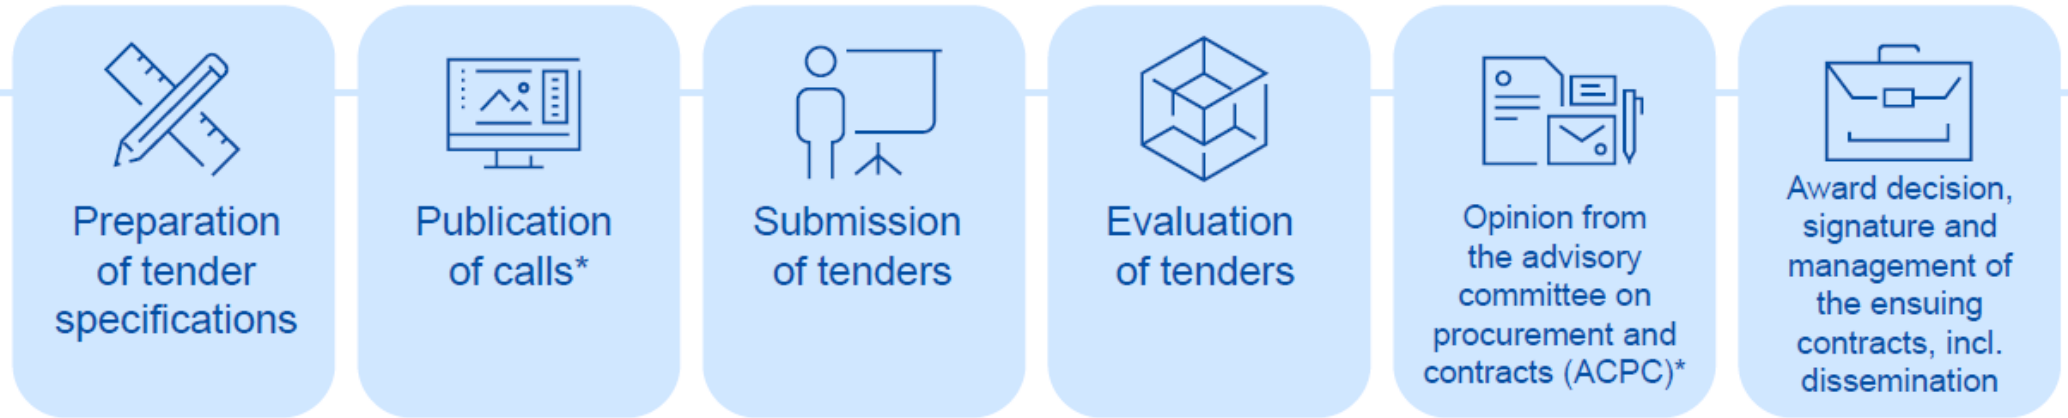 Preparation
of tender
specifications
Publication
of calls*
Submission
of tenders
Evaluation
of tenders
Opinion from
the advisory
committee on
procurement and
contracts (ACPC)*
Award decision,
signature and
management of
the ensuing
contracts, incl.
dissemination